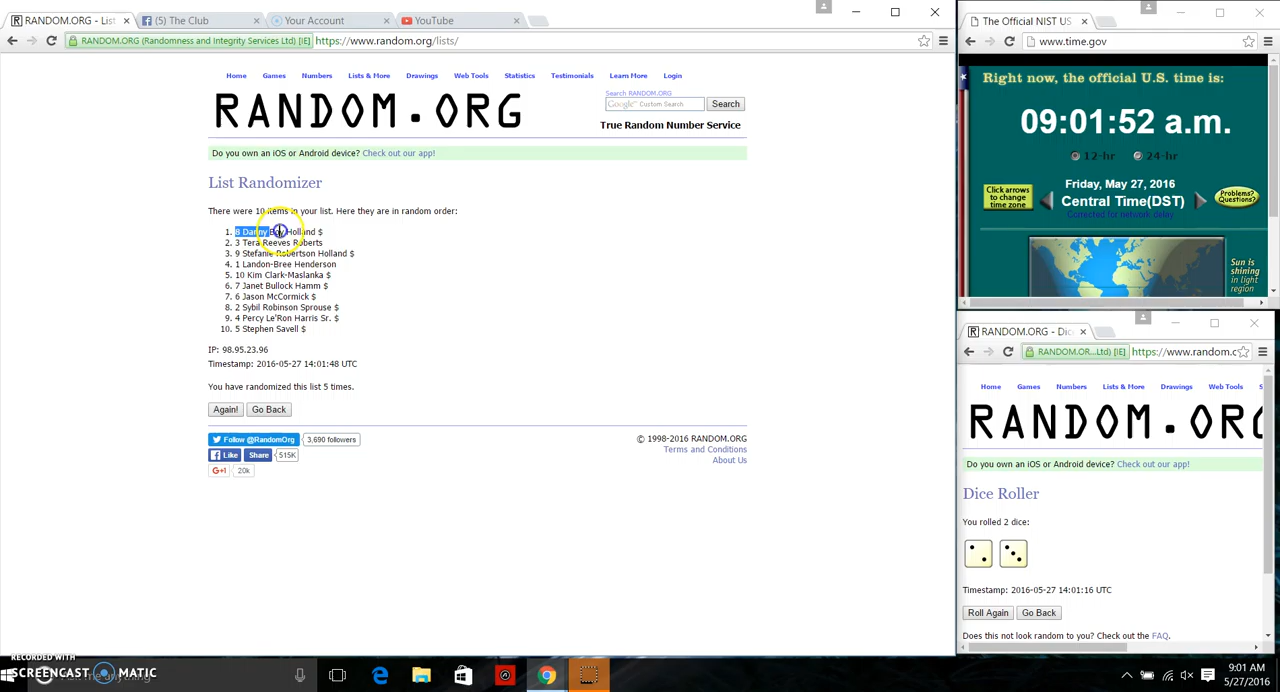 RANDOM.ORG - List
(5) The Club
Your Account
YouTube
RANDOM.ORG (Randomness and Integrity Services Ltd) [IE]
https://www.random.org/lists/
Home Games Numbers Lists & More Drawings Web Tools Statistics Testimonials Learn More Login
RANDOM.ORG
Search RANDOM.ORG
Google™ Custom Search
Search
True Random Number Service
Do you own an iOS or Android device? Check out our app!
List Randomizer
There were 10 items in your list. Here they are in random order:
1. 8 Danny Boy Holland $
2. 3 Tera Reeves Roberts
3. 9 Stefanie Robertson Holland $
4. 1 Landon-Bree Henderson
5. 10 Kim Clark-Maslanka $
6. 7 Janet Bullock Hamm $
7. 6 Jason McCormick $
8. 2 Sybil Robinson Sprouse $
9. 4 Percy Le'Ron Harris Sr. $
10. 5 Stephen Savell $
IP: 98.95.23.96
Timestamp: 2016-05-27 14:01:48 UTC
You have randomized this list 5 times.
Again! Go Back
Follow @RandomOrg 3,690 followers
Like Share 515K
G+1 20k
© 1998-2016 RANDOM.ORG
Terms and Conditions
About Us
The Official NIST US
www.time.gov
Right now, the official U.S. time is:
09:01:52 a.m.
12-hr 24-hr
Click arrows to change time zone
Friday, May 27, 2016
Central Time(DST)
Corrected for network delay
Problems? Questions?
Sun is shining in light region
RANDOM.ORG - Dic
RANDOM.OR...Ltd) [IE]
https://www.random.c
Home Games Numbers Lists & More Drawings Web Tools S
RANDOM.ORG
Do you own an iOS or Android device? Check out our app!
Dice Roller
You rolled 2 dice:
Timestamp: 2016-05-27 14:01:16 UTC
Roll Again Go Back
Does this not look random to you? Check out the FAQ.
RECORDED WITH
SCREENCAST MATIC
9:01 AM
5/27/2016